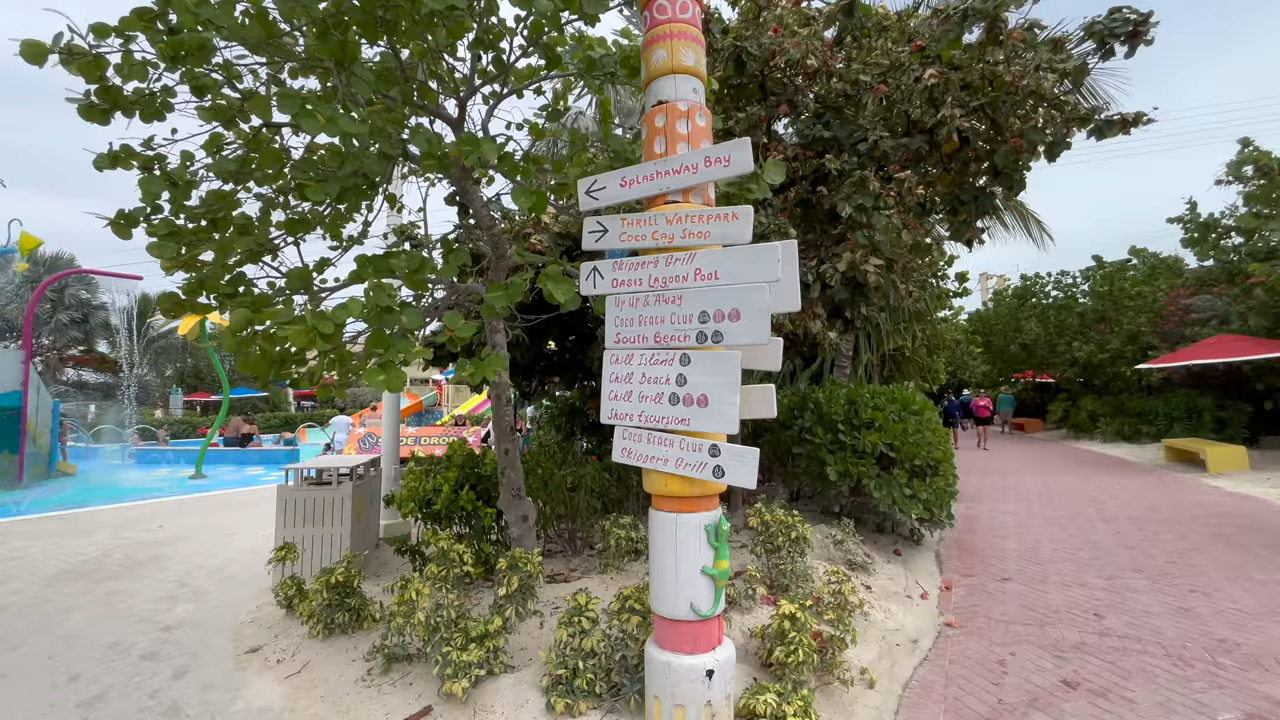 Splashaway Bay
Thrill Waterpark
Coco Cay Shop
Skipper's Grill
Oasis Lagoon Pool
Up Up & Away
Coco Beach Club
South Beach
Chill Island
Chill Beach
Chill Grill
Shore Excursions
Coco Beach Club
Skipper's Grill